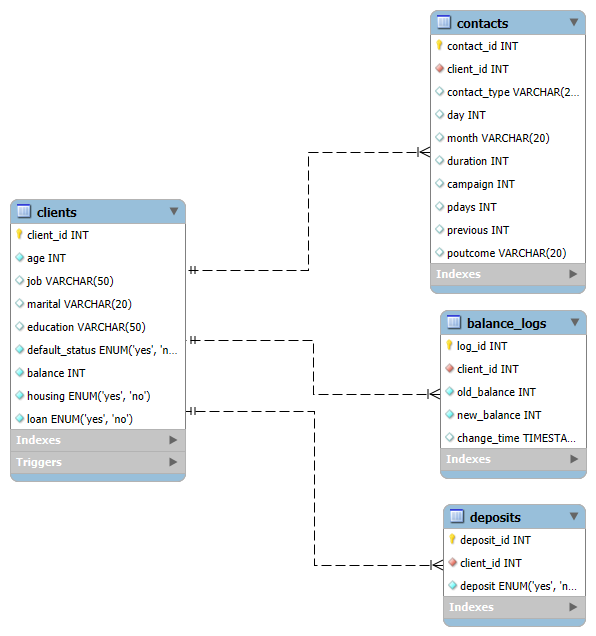 contacts
contact_id INT
client_id INT
contact_type VARCHAR(2...
day INT
month VARCHAR(20)
duration INT
campaign INT
pdays INT
previous INT
poutcome VARCHAR(20)
Indexes
clients
client_id INT
age INT
job VARCHAR(50)
marital VARCHAR(20)
education VARCHAR(50)
default_status ENUM('yes', 'n...
balance INT
housing ENUM('yes', 'no')
loan ENUM('yes', 'no')
Indexes
Triggers
balance_logs
log_id INT
client_id INT
old_balance INT
new_balance INT
change_time TIMESTA...
Indexes
deposits
deposit_id INT
client_id INT
deposit ENUM('yes', 'n...
Indexes